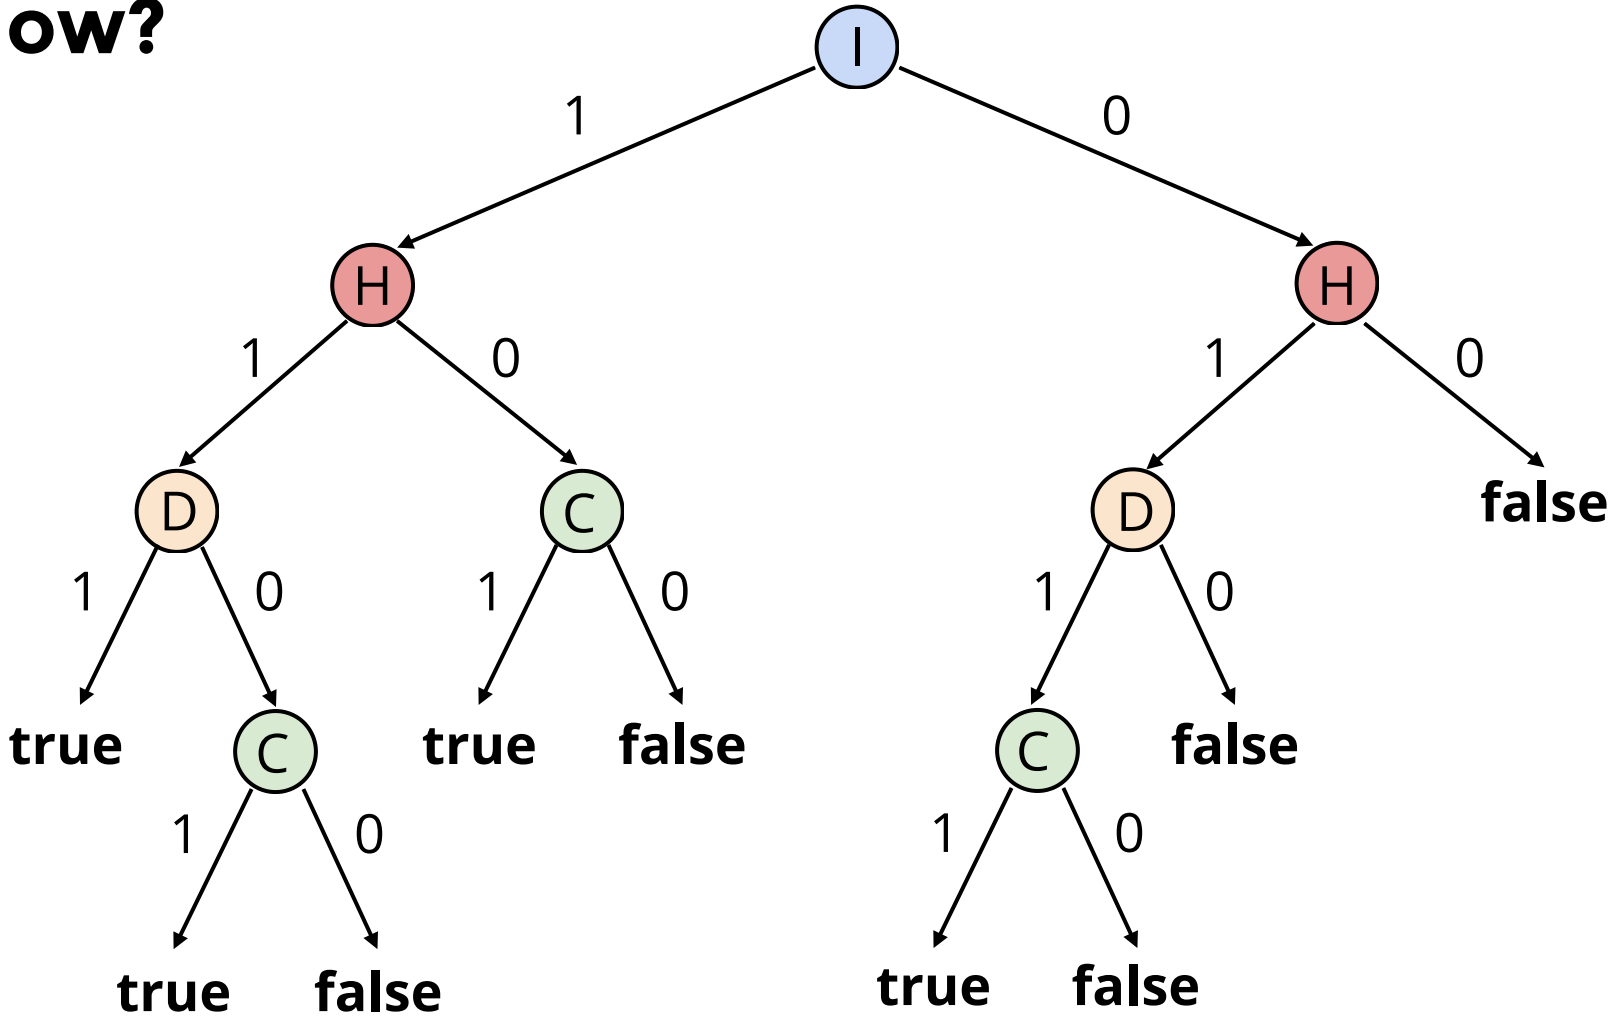 ow?
I
1 0
H H
1 0 1 0
D C D false
1 0 1 0 1 0
true C true false C false
1 0 1 0
true false true false